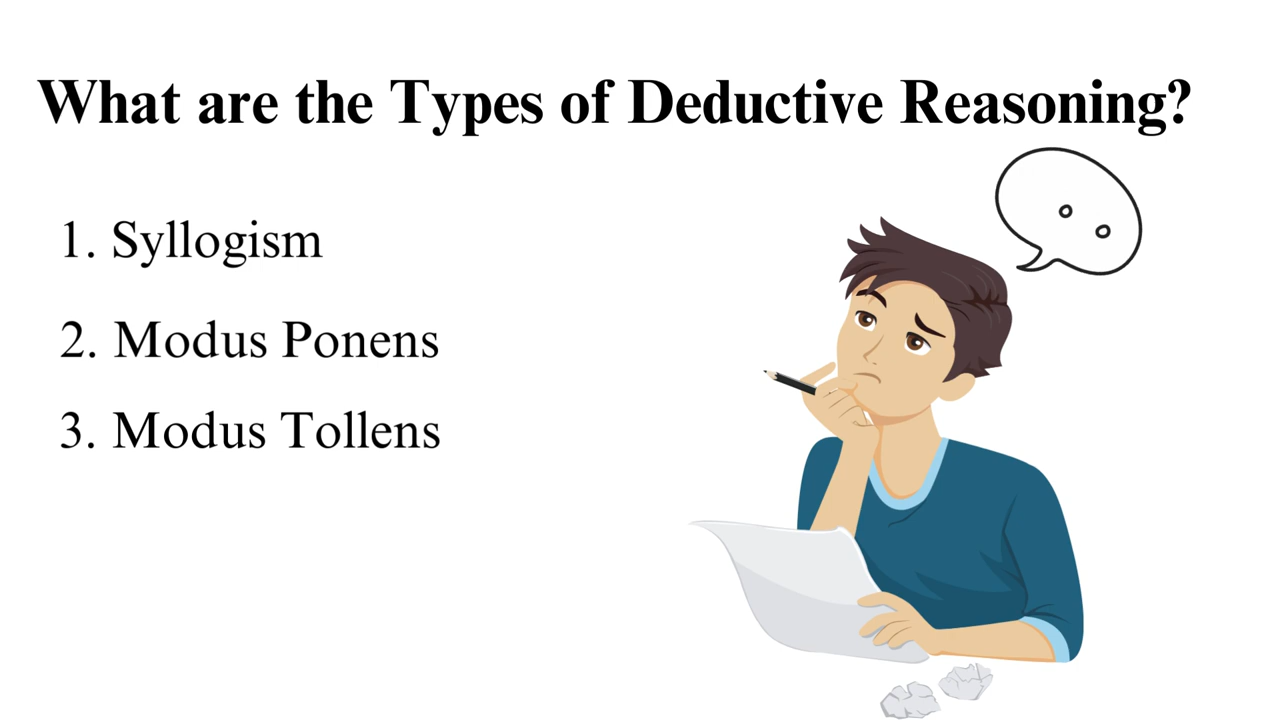 What are the Types of Deductive Reasoning?
1. Syllogism
2. Modus Ponens
3. Modus Tollens